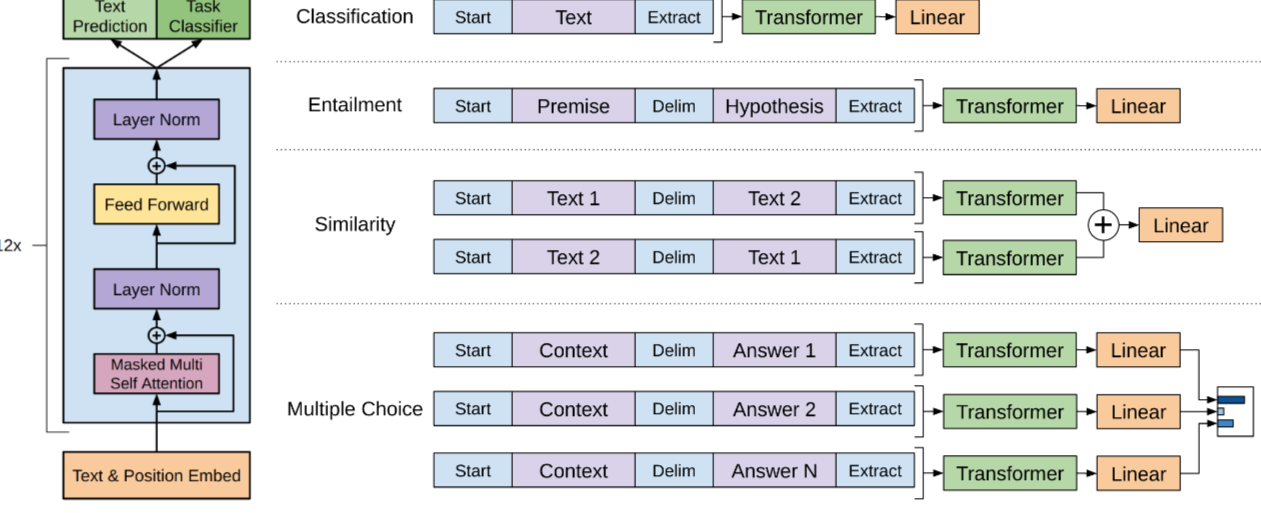 Text
Prediction
Task
Classifier
12x
Layer Norm
Feed Forward
Layer Norm
Masked Multi
Self Attention
Text & Position Embed
Classification
Start
Text
Extract
Transformer
Linear
Entailment
Start
Premise
Delim
Hypothesis
Extract
Transformer
Linear
Similarity
Start
Text 1
Delim
Text 2
Extract
Transformer
Start
Text 2
Delim
Text 1
Extract
Transformer
+
Linear
Multiple Choice
Start
Context
Delim
Answer 1
Extract
Transformer
Linear
Start
Context
Delim
Answer 2
Extract
Transformer
Linear
Start
Context
Delim
Answer N
Extract
Transformer
Linear